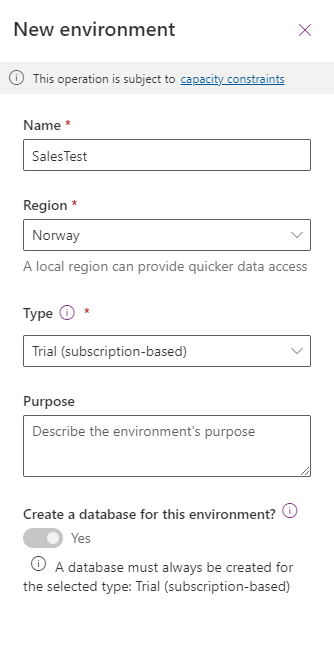 New environment
This operation is subject to capacity constraints
Name *
SalesTest
Region *
Norway
A local region can provide quicker data access
Type *
Trial (subscription-based)
Purpose
Describe the environment's purpose
Create a database for this environment?
Yes
A database must always be created for
the selected type: Trial (subscription-based)